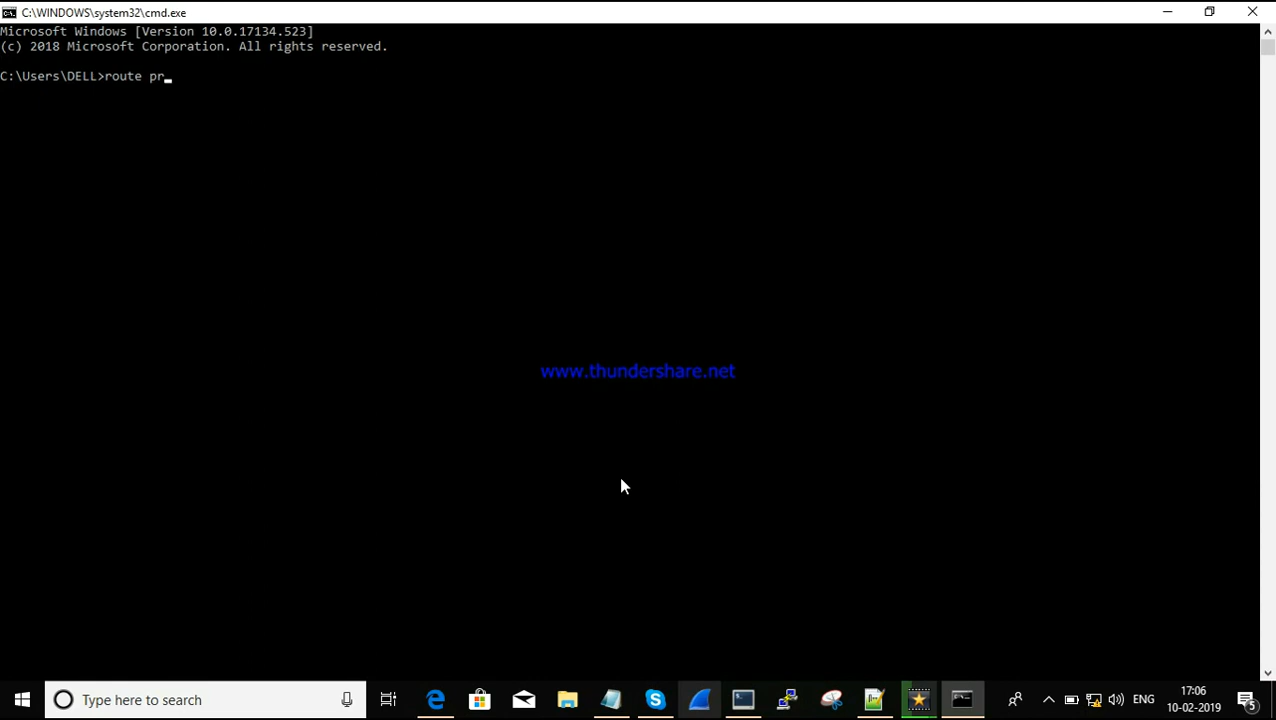 C:\WINDOWS\system32\cmd.exe
Microsoft Windows [Version 10.0.17134.523]
(c) 2018 Microsoft Corporation. All rights reserved.
C:\Users\DELL>route pr
www.thundershare.net
Type here to search
ENG
17:06
10-02-2019
5